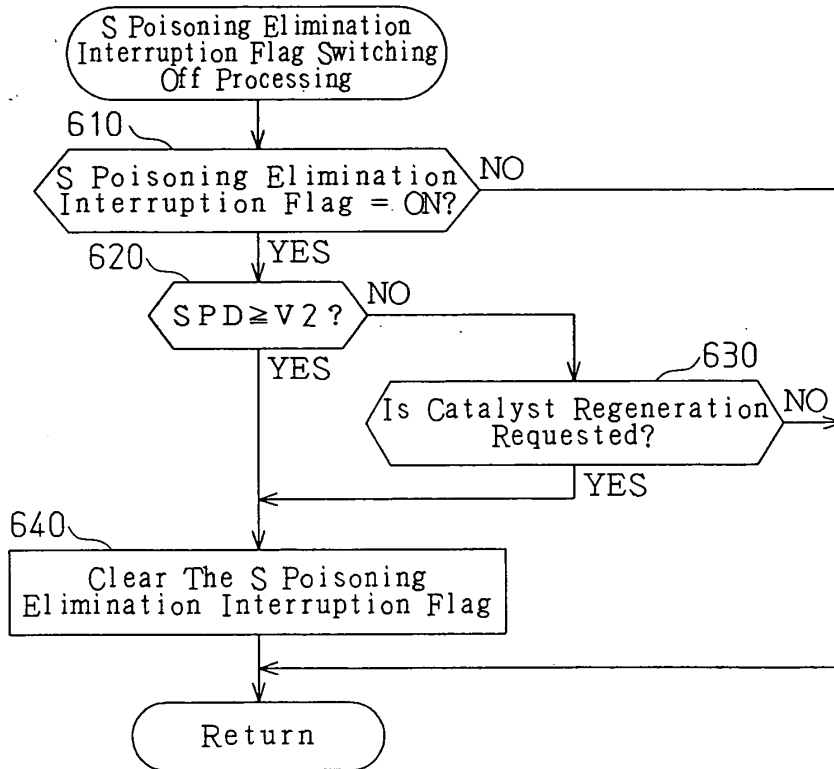 S Poisoning Elimination
Interruption Flag Switching
Off Processing
610
S Poisoning Elimination
Interruption Flag = ON?
NO
YES
620
SPD≧V2?
NO
YES
630
Is Catalyst Regeneration
Requested?
NO
YES
640
Clear The S Poisoning
Elimination Interruption Flag
Return